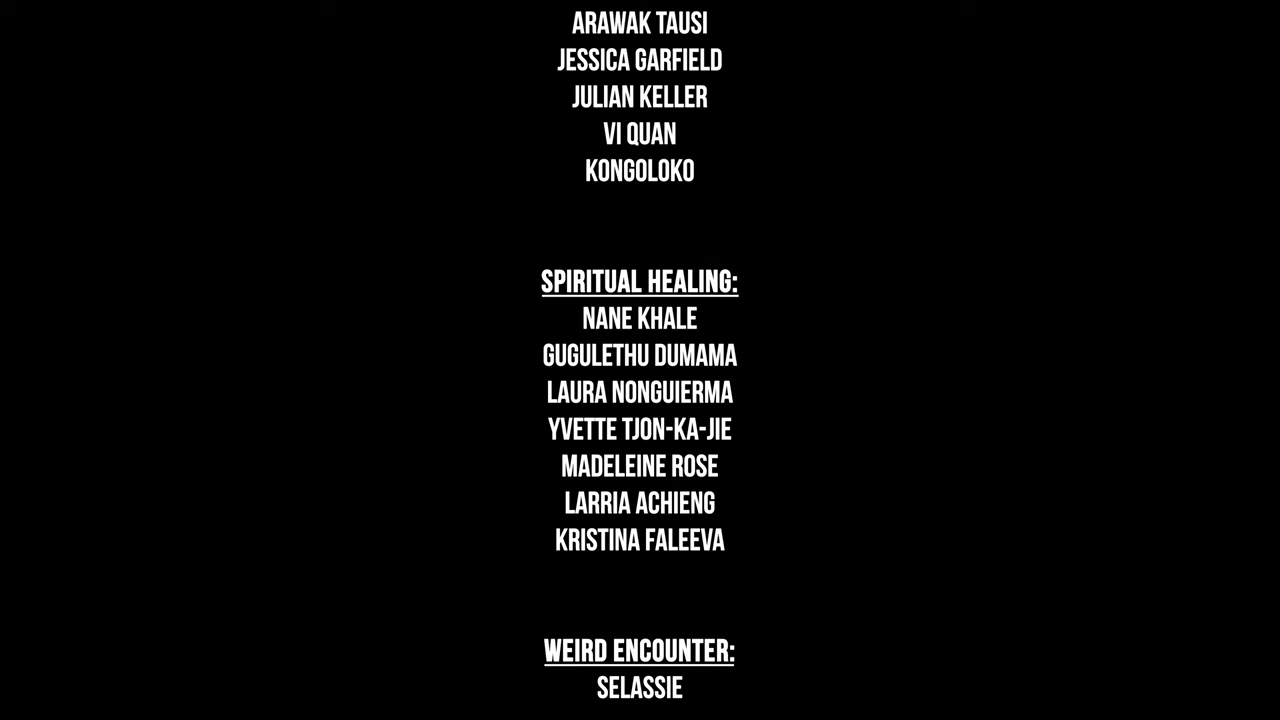 ARAWAK TAUSI
JESSICA GARFIELD
JULIAN KELLER
VI QUAN
KONGOLOKO
SPIRITUAL HEALING:
NANE KHALE
GUGULETHU DUMAMA
LAURA NONGUIERMA
YVETTE TJON-KA-JIE
MADELEINE ROSE
LARRIA ACHIENG
KRISTINA FALEEVA
WEIRD ENCOUNTER:
SELASSIE